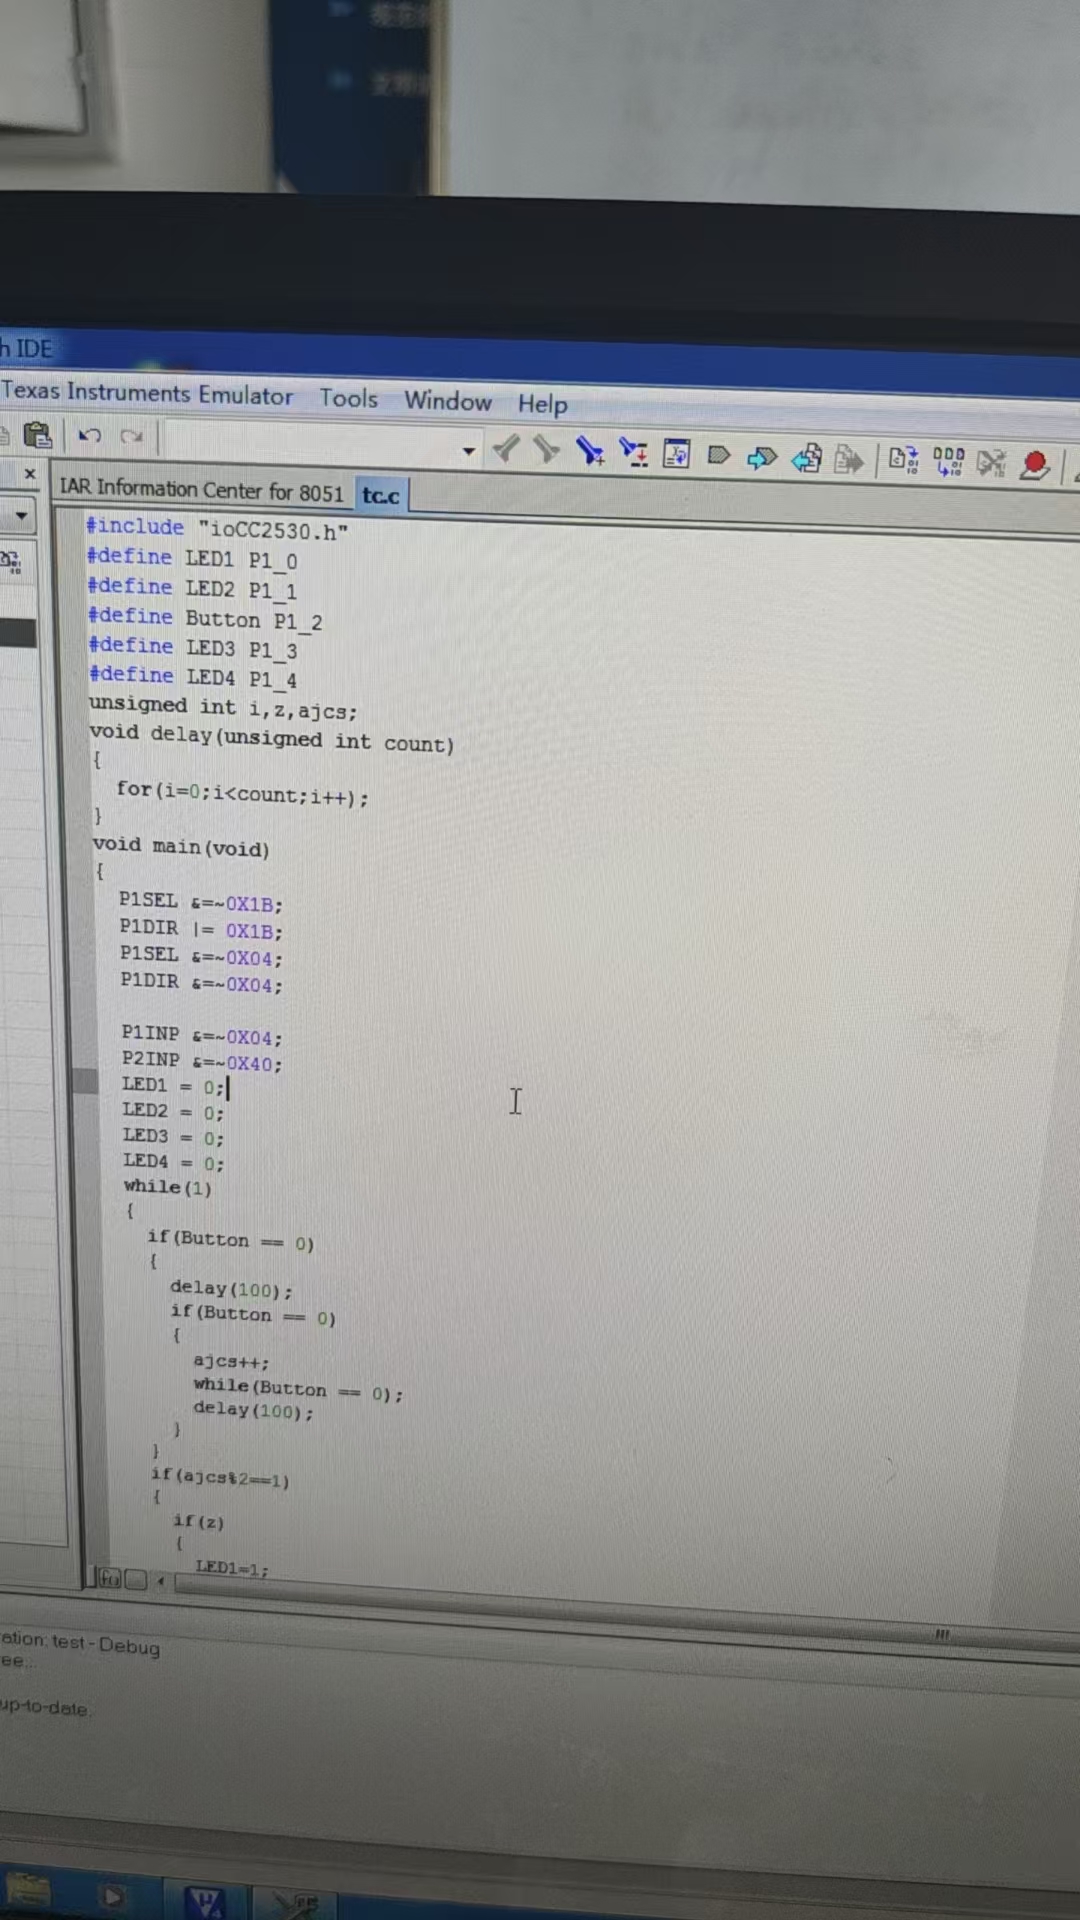 h IDE
Texas Instruments Emulator Tools Window Help
IAR Information Center for 8051 tc.c
#include "ioCC2530.h"
#define LED1 P1_0
#define LED2 P1_1
#define Button P1_2
#define LED3 P1_3
#define LED4 P1_4
unsigned int i,z,ajcs;
void delay(unsigned int count)
{
for(i=0;i<count;i++);
}
void main(void)
{
P1SEL &=~0X1B;
P1DIR |= 0X1B;
P1SEL &=~0X04;
P1DIR &=~0X04;
P1INP &=~0X04;
P2INP &=~0X40;
LED1 = 0;
LED2 = 0;
LED3 = 0;
LED4 = 0;
while(1)
{
if(Button == 0)
{
delay(100);
if(Button == 0)
{
ajcs++;
while(Button == 0);
delay(100);
}
}
if(ajcs%2==1)
{
if(z)
{
LED1=1;
ation: test - Debug
ee...
up-to-date.